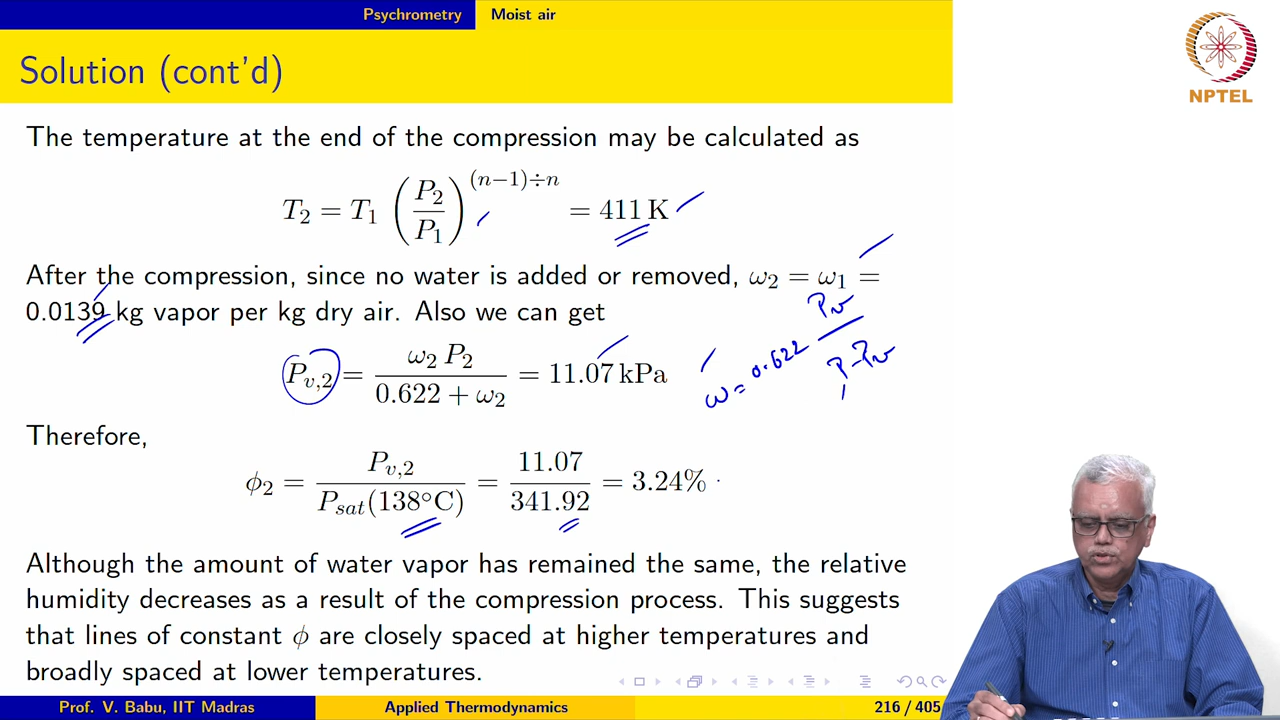 Psychrometry Moist air
Solution (cont'd)
NPTEL
The temperature at the end of the compression may be calculated as
T₂ = T₁ (P₂/P₁)^((n−1)÷n) = 411 K
After the compression, since no water is added or removed, ω₂ = ω₁ =
0.0139 kg vapor per kg dry air. Also we can get
P_{v,2} = ω₂ P₂ / (0.622 + ω₂) = 11.07 kPa
ω = 0.622 Pv / (P-Pv)
Therefore,
ϕ₂ = P_{v,2} / P_{sat}(138°C) = 11.07 / 341.92 = 3.24%
Although the amount of water vapor has remained the same, the relative
humidity decreases as a result of the compression process. This suggests
that lines of constant ϕ are closely spaced at higher temperatures and
broadly spaced at lower temperatures.
Prof. V. Babu, IIT Madras Applied Thermodynamics 216 / 405